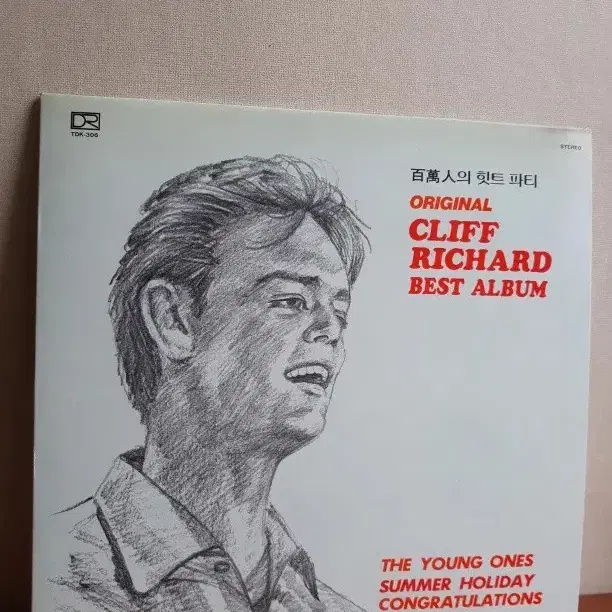 DR
TDK-306
STEREO
百萬人의 힛트 파티
ORIGINAL
CLIFF
RICHARD
BEST ALBUM
THE YOUNG ONES
SUMMER HOLIDAY
CONGRATULATIONS